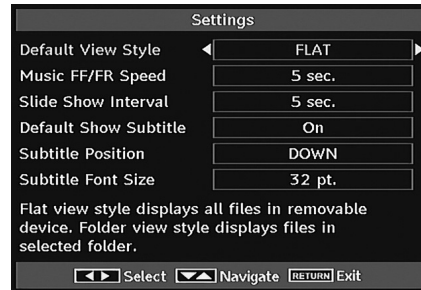 Settings
Default View Style FLAT
Music FF/FR Speed 5 sec.
Slide Show Interval 5 sec.
Default Show Subtitle On
Subtitle Position DOWN
Subtitle Font Size 32 pt.
Flat view style displays all files in removable
device. Folder view style displays files in
selected folder.
Select Navigate RETURN Exit